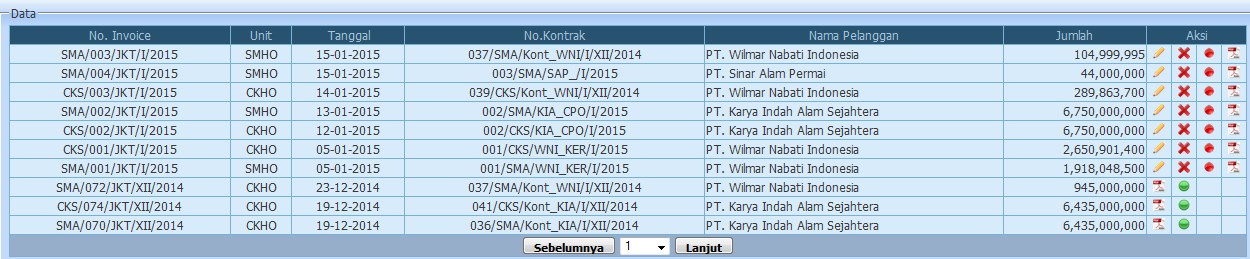 Data
No. Invoice Unit Tanggal No.Kontrak Nama Pelanggan Jumlah Aksi
SMA/003/JKT/I/2015 SMHO 15-01-2015 037/SMA/Kont_WNI/I/XII/2014 PT. Wilmar Nabati Indonesia 104,999,995
SMA/004/JKT/I/2015 SMHO 15-01-2015 003/SMA/SAP_/I/2015 PT. Sinar Alam Permai 44,000,000
CKS/003/JKT/I/2015 CKHO 14-01-2015 039/CKS/Kont_WNI/I/XII/2014 PT. Wilmar Nabati Indonesia 289,863,700
SMA/002/JKT/I/2015 SMHO 13-01-2015 002/SMA/KIA_CPO/I/2015 PT. Karya Indah Alam Sejahtera 6,750,000,000
CKS/002/JKT/I/2015 CKHO 12-01-2015 002/CKS/KIA_CPO/I/2015 PT. Karya Indah Alam Sejahtera 6,750,000,000
CKS/001/JKT/I/2015 CKHO 05-01-2015 001/CKS/WNI_KER/I/2015 PT. Wilmar Nabati Indonesia 2,650,901,400
SMA/001/JKT/I/2015 SMHO 05-01-2015 001/SMA/WNI_KER/I/2015 PT. Wilmar Nabati Indonesia 1,918,048,500
SMA/072/JKT/XII/2014 CKHO 23-12-2014 037/SMA/Kont_WNI/I/XII/2014 PT. Wilmar Nabati Indonesia 945,000,000
CKS/074/JKT/XII/2014 CKHO 19-12-2014 041/CKS/Kont_KIA/I/XII/2014 PT. Karya Indah Alam Sejahtera 6,435,000,000
SMA/070/JKT/XII/2014 CKHO 19-12-2014 036/SMA/Kont_KIA/I/XII/2014 PT. Karya Indah Alam Sejahtera 6,435,000,000
Sebelumnya 1 Lanjut